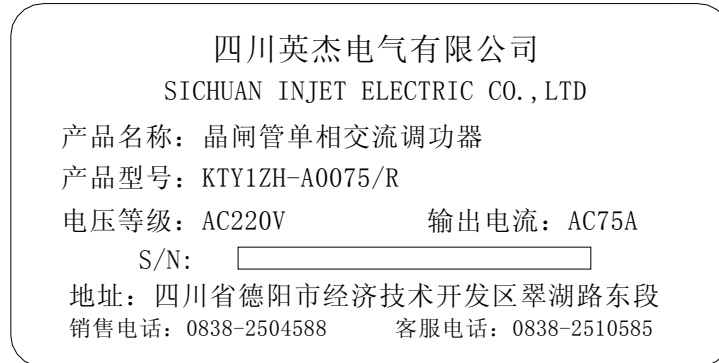 四川英杰电气有限公司
SICHUAN INJET ELECTRIC CO.,LTD
产品名称：晶闸管单相交流调功器
产品型号：KTY1ZH-A0075/R
电压等级：AC220V 输出电流：AC75A
S/N:
地址：四川省德阳市经济技术开发区翠湖路东段
销售电话：0838-2504588 客服电话：0838-2510585